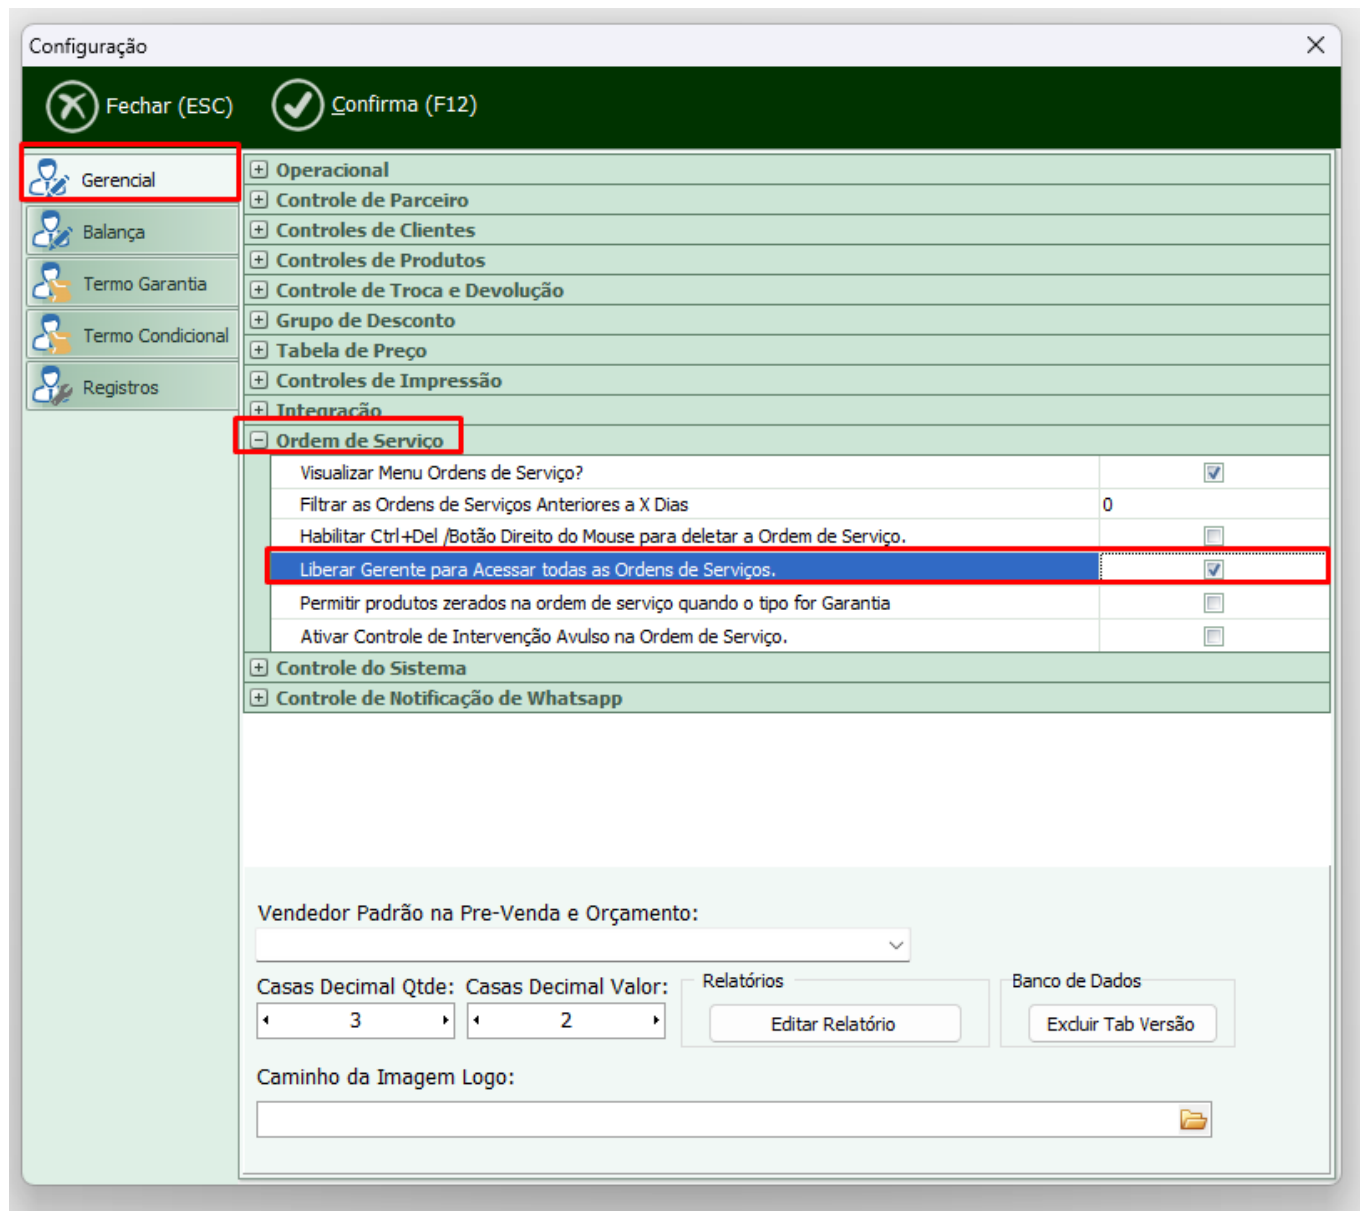 Configuração
Fechar (ESC)
Confirma (F12)
Gerencial
Balança
Termo Garantia
Termo Condicional
Registros
Operacional
Controle de Parceiro
Controles de Clientes
Controles de Produtos
Controle de Troca e Devolução
Grupo de Desconto
Tabela de Preço
Controles de Impressão
Integração
Ordem de Serviço
Visualizar Menu Ordens de Serviço?
Filtrar as Ordens de Serviços Anteriores a X Dias 0
Habilitar Ctrl+Del /Botão Direito do Mouse para deletar a Ordem de Serviço.
Liberar Gerente para Acessar todas as Ordens de Serviços.
Permitir produtos zerados na ordem de serviço quando o tipo for Garantia
Ativar Controle de Intervenção Avulso na Ordem de Serviço.
Controle do Sistema
Controle de Notificação de Whatsapp
Vendedor Padrão na Pre-Venda e Orçamento:
Casas Decimal Qtde: Casas Decimal Valor: Relatórios Banco de Dados
3 2 Editar Relatório Excluir Tab Versão
Caminho da Imagem Logo: